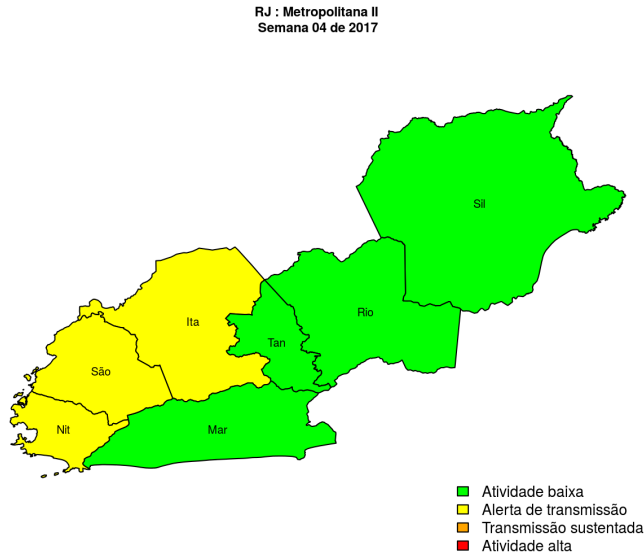 RJ : Metropolitana II
Semana 04 de 2017
Sil
Rio
Ita
Tan
São
Nit
Mar
Atividade baixa
Alerta de transmissão
Transmissão sustentada
Atividade alta